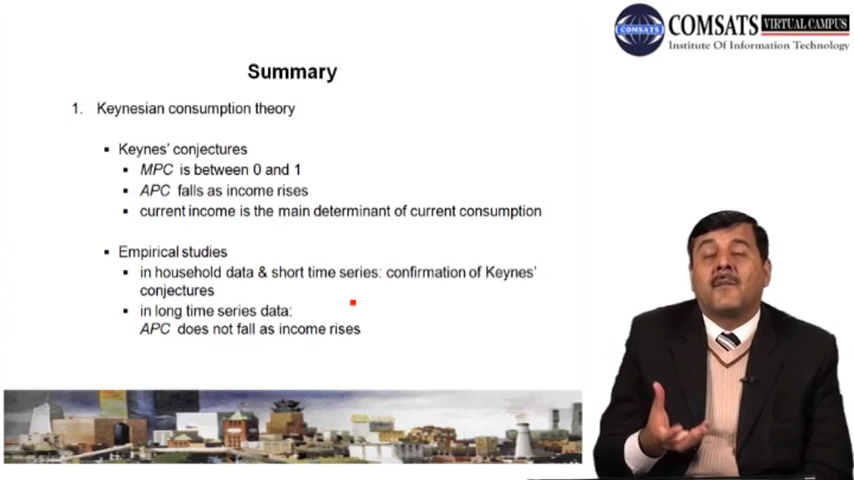 COMSATS VIRTUAL CAMPUS
Institute Of Information Technology
COMSATS
Summary
1. Keynesian consumption theory
▪ Keynes' conjectures
▪ MPC is between 0 and 1
▪ APC falls as income rises
▪ current income is the main determinant of current consumption
▪ Empirical studies
▪ in household data & short time series: confirmation of Keynes'
conjectures
▪ in long time series data:
APC does not fall as income rises